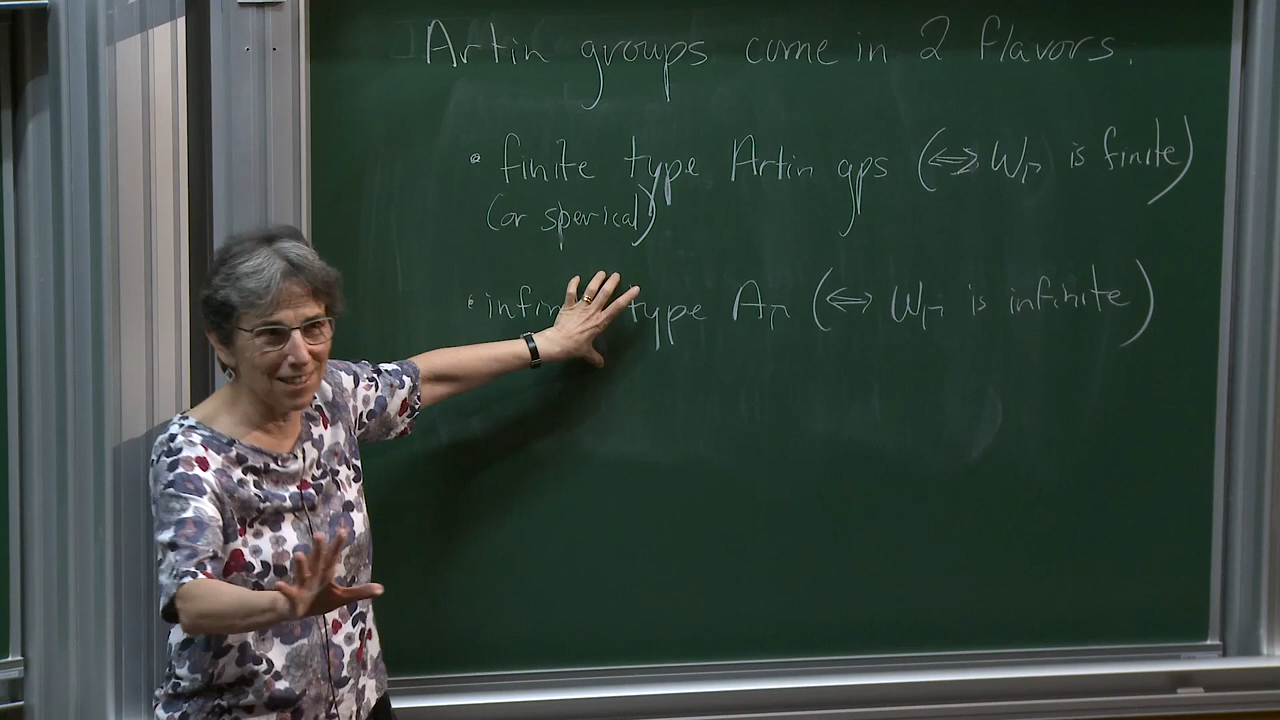 Artin groups come in 2 flavors.
• finite type Artin gps (⟺ W_Γ is finite)
(or sperical)
• infin type A_Γ (⟺ W_Γ is infinite)